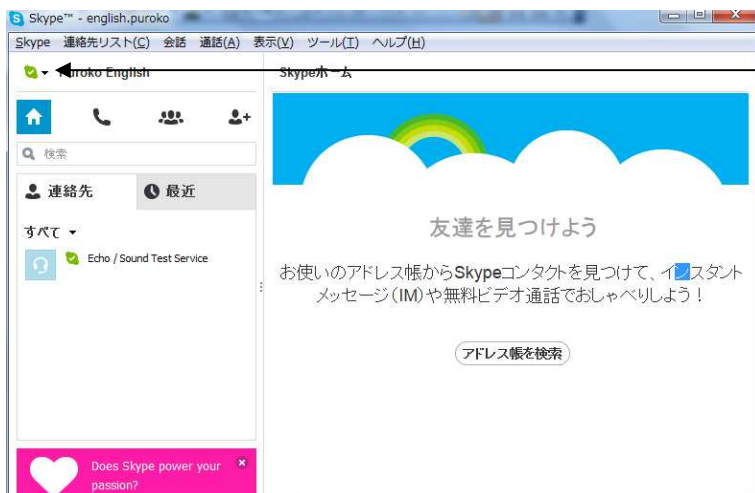 Skype™ - english.puroko
Skype 連絡先リスト(C) 会話 通話(A) 表示(V) ツール(T) ヘルプ(H)
Puroko English
Skypeホーム
検索
連絡先
最近
すべて
Echo / Sound Test Service
友達を見つけよう
お使いのアドレス帳からSkypeコンタクトを見つけて、インスタント
メッセージ(IM)や無料ビデオ通話でおしゃべりしよう!
アドレス帳を検索
Does Skype power your
passion?